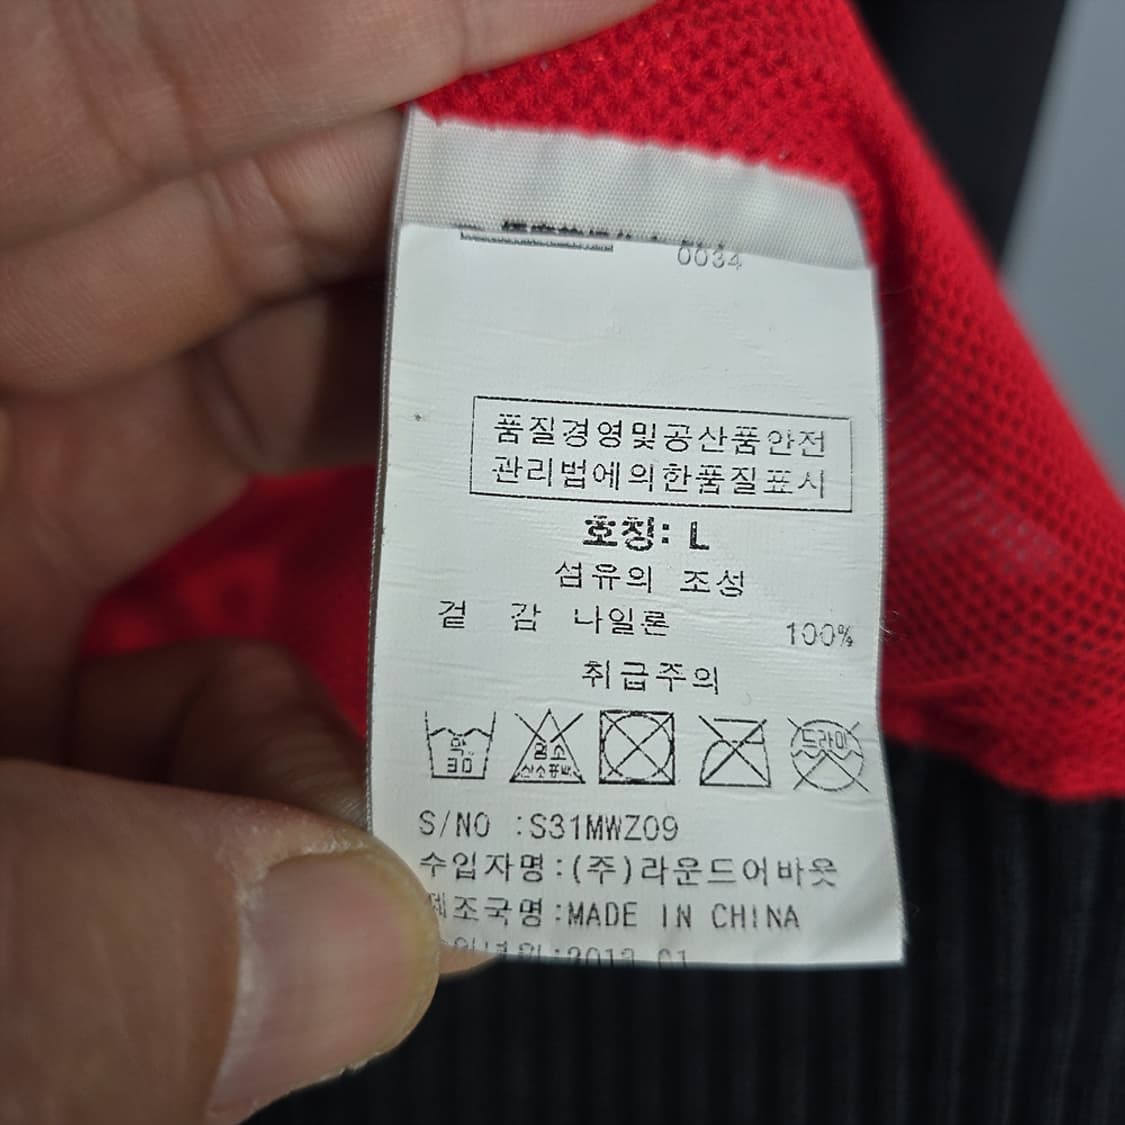 0034
품질경영및공산품안전
관리법에의한품질표시
호칭: L
섬유의 조성
겉 감 나일론 100%
취급주의
약 30 염소 산소표백 드라이
S/NO :S31MWZ09
수입자명:(주)라운드어바웃
제조국명:MADE IN CHINA
:2013.01